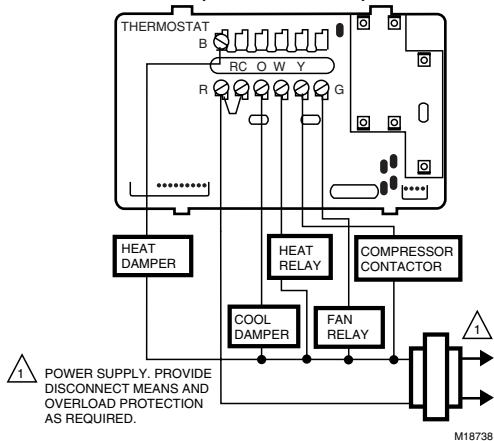 THERMOSTAT
B
RC O W Y
R
G
HEAT
DAMPER
HEAT
RELAY
COMPRESSOR
CONTACTOR
COOL
DAMPER
FAN
RELAY
1
1
POWER SUPPLY. PROVIDE
DISCONNECT MEANS AND
OVERLOAD PROTECTION
AS REQUIRED.
M18738